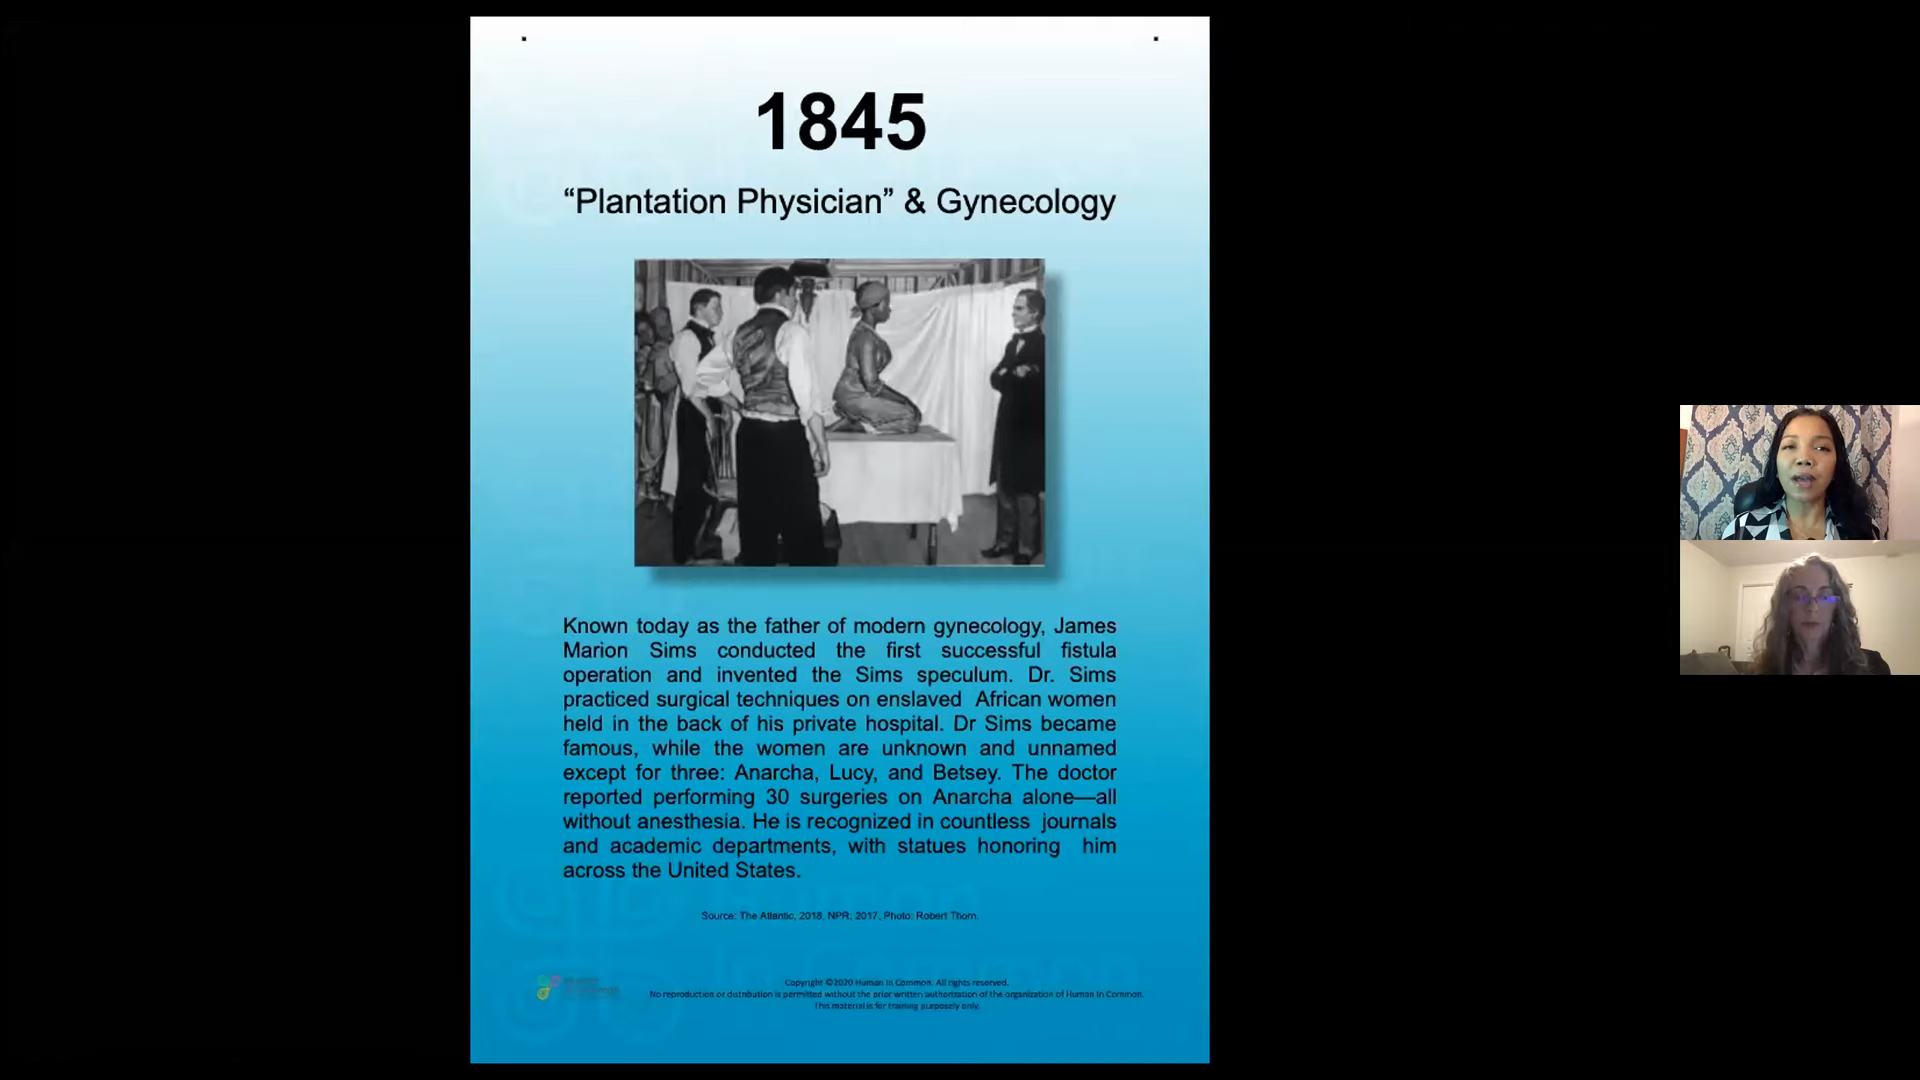 1845
“Plantation Physician” & Gynecology
Known today as the father of modern gynecology, James
Marion Sims conducted the first successful fistula
operation and invented the Sims speculum. Dr. Sims
practiced surgical techniques on enslaved African women
held in the back of his private hospital. Dr Sims became
famous, while the women are unknown and unnamed
except for three: Anarcha, Lucy, and Betsey. The doctor
reported performing 30 surgeries on Anarcha alone—all
without anesthesia. He is recognized in countless journals
and academic departments, with statues honoring him
across the United States.
Source: The Atlantic, 2018. NPR; 2017. Photo: Robert Thom.
Copyright ©2020 Human In Common. All rights reserved.
No reproduction or distribution is permitted without the prior written authorization of the organization of Human In Common.
This material is for training purposely only.